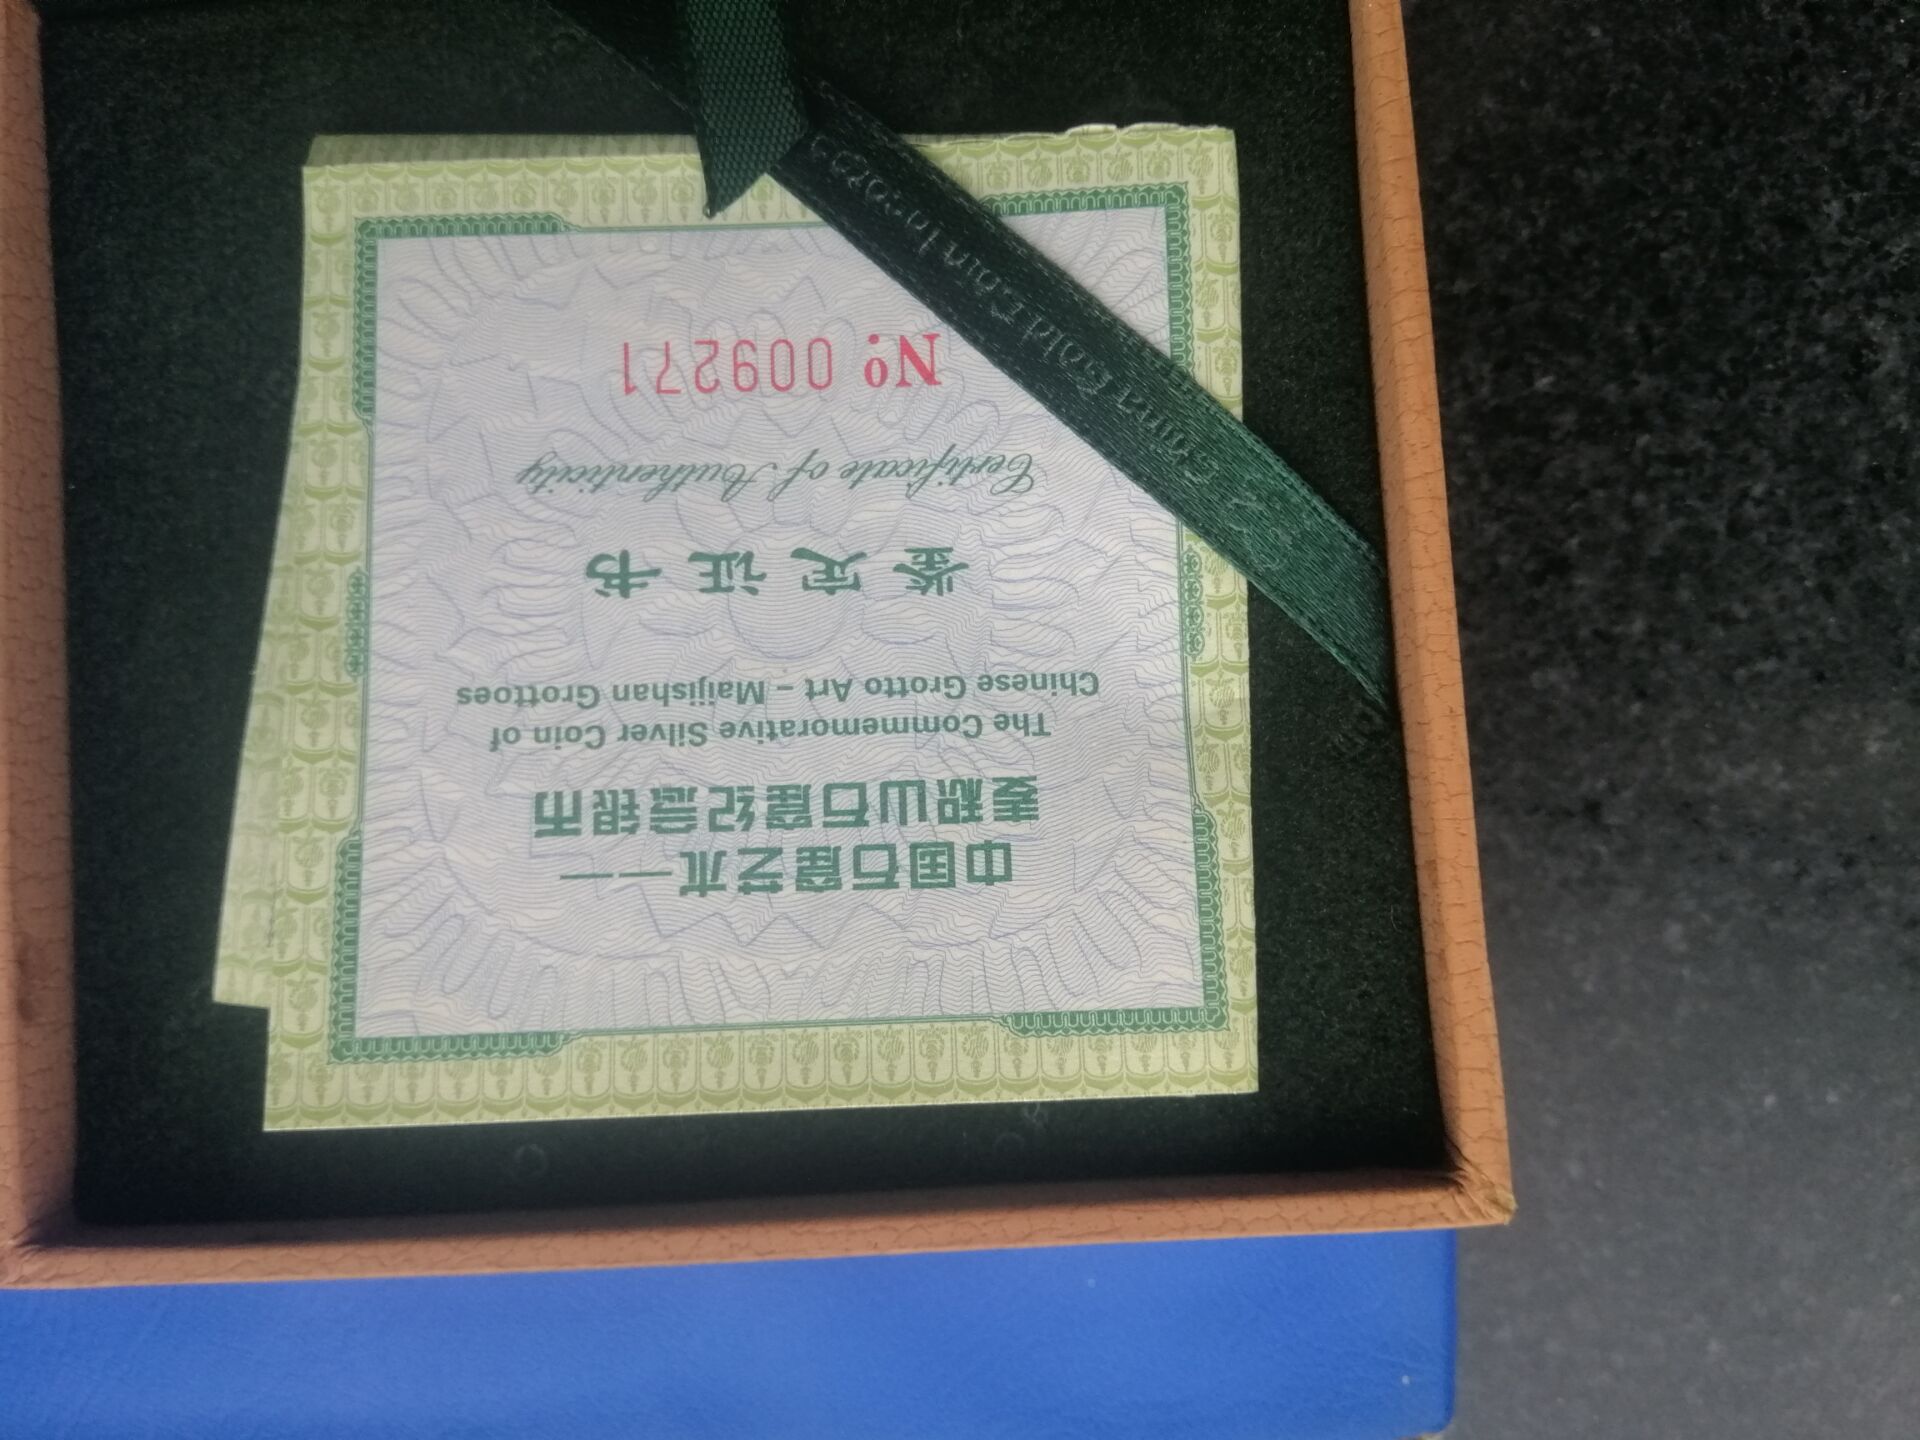 中国石窟艺术——
麦积山石窟纪念银币
The Commemorative Silver Coin of
Chinese Grotto Art – Maijishan Grottoes
鉴定证书
Certificate of Authenticity
No 009271
China Gold Coin Inc.